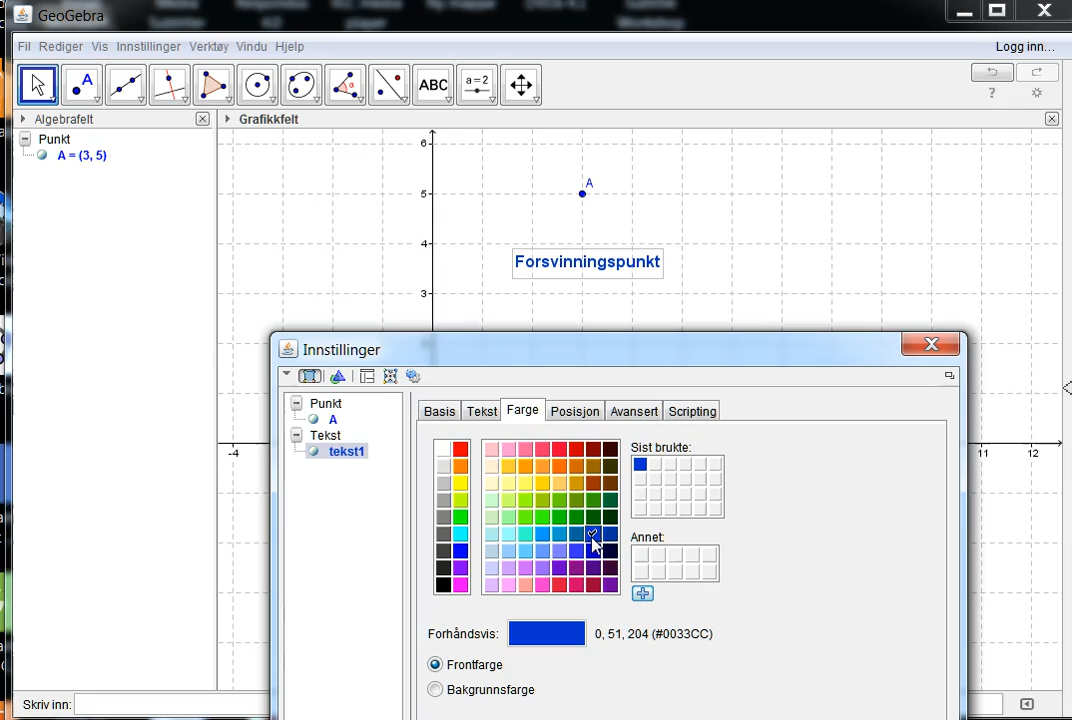 GeoGebra
Fil Rediger Vis Innstillinger Verktøy Vindu Hjelp Logg inn...
A ABC a=2
α
?
Algebrafelt Grafikkfelt
Punkt
A = (3, 5)
6
5
4
3
A
Forsvinningspunkt
-4 11 12
Innstillinger
Punkt
A
Tekst
tekst1
Basis Tekst Farge Posisjon Avansert Scripting
Sist brukte:
Annet:
Forhåndsvis: 0, 51, 204 (#0033CC)
Frontfarge
Bakgrunnsfarge
Skriv inn: